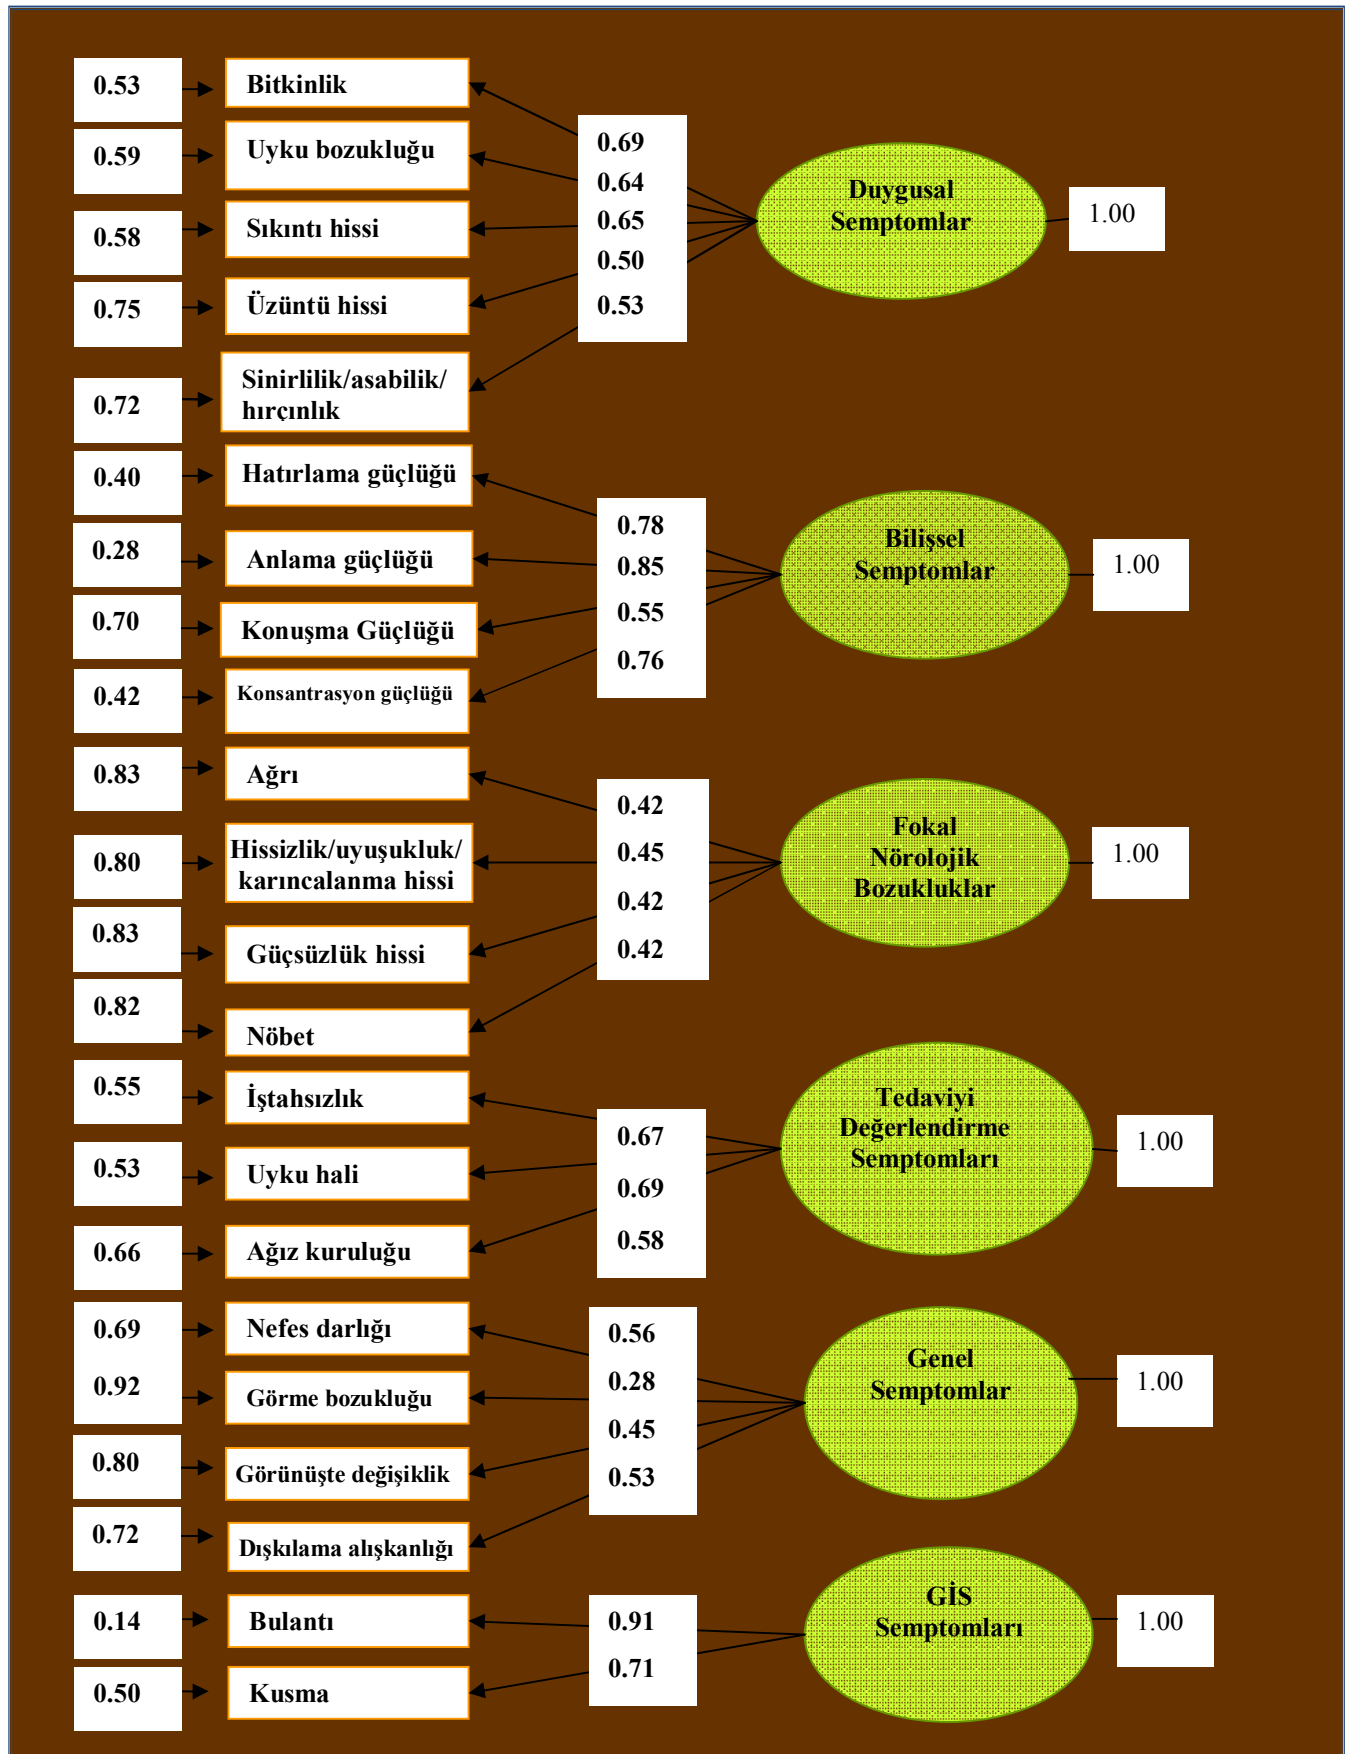 0.53
Bitkinlik
0.59
Uyku bozukluğu
0.58
Sıkıntı hissi
0.75
Üzüntü hissi
0.72
Sinirlilik/asabilik/
hırçınlık
0.69
0.64
0.65
0.50
0.53
Duygusal
Semptomlar
1.00
0.40
Hatırlama güçlüğü
0.28
Anlama güçlüğü
0.70
Konuşma Güçlüğü
0.42
Konsantrasyon güçlüğü
0.78
0.85
0.55
0.76
Bilişsel
Semptomlar
1.00
0.83
Ağrı
0.80
Hissizlik/uyuşukluk/
karıncalanma hissi
0.83
Güçsüzlük hissi
0.82
Nöbet
0.42
0.45
0.42
0.42
Fokal
Nörolojik
Bozukluklar
1.00
0.55
İştahsızlık
0.53
Uyku hali
0.66
Ağız kuruluğu
0.67
0.69
0.58
Tedaviyi
Değerlendirme
Semptomları
1.00
0.69
Nefes darlığı
0.92
Görme bozukluğu
0.80
Görünüşte değişiklik
0.72
Dışkılama alışkanlığı
0.56
0.28
0.45
0.53
Genel
Semptomlar
1.00
0.14
Bulantı
0.50
Kusma
0.91
0.71
GİS
Semptomları
1.00